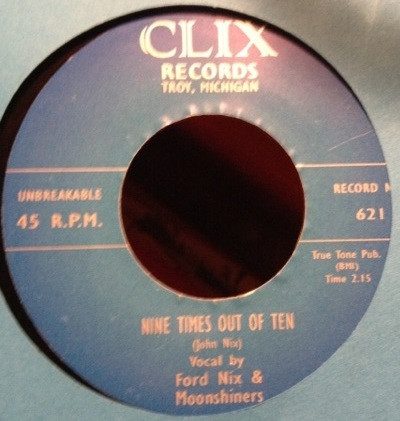 CLIX
RECORDS
TROY, MICHIGAN
UNBREAKABLE
45 R.P.M.
RECORD
621
True Tone Pub.
(BMI)
Time 2.15
NINE TIMES OUT OF TEN
(John Nix)
Vocal by
Ford Nix &
Moonshiners